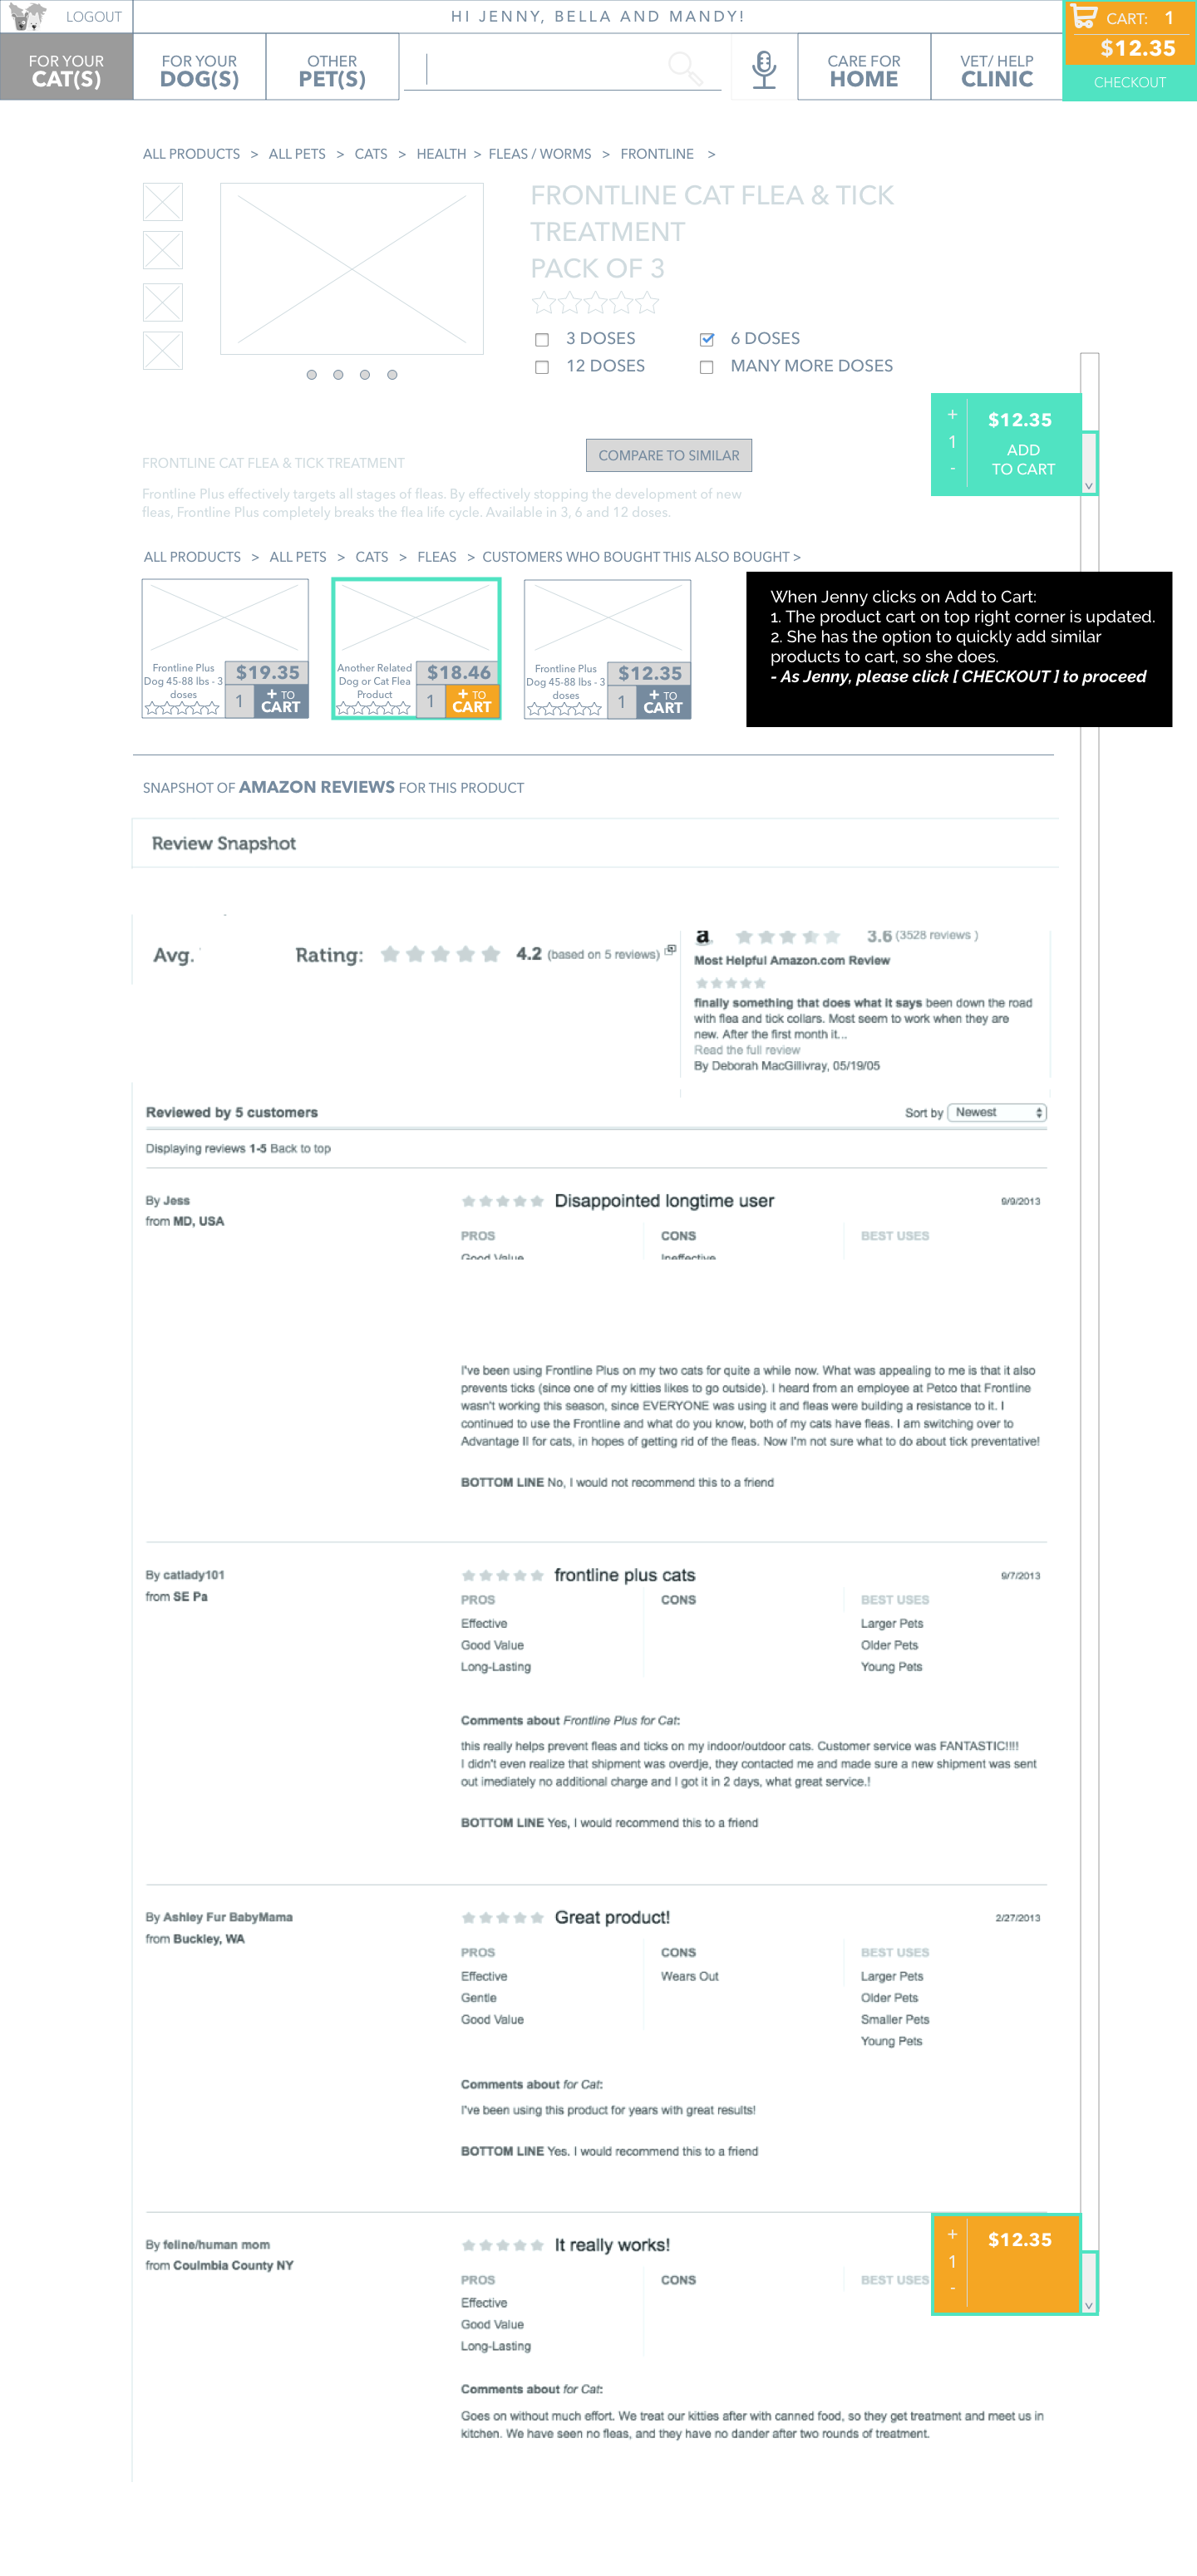 LOGOUT
HI JENNY, BELLA AND MANDY!
CART: 1
$12.35
CHECKOUT
FOR YOUR
CAT(S)
FOR YOUR
DOG(S)
OTHER
PET(S)
CARE FOR
HOME
VET/ HELP
CLINIC
ALL PRODUCTS > ALL PETS > CATS > HEALTH > FLEAS / WORMS > FRONTLINE >
FRONTLINE CAT FLEA & TICK
TREATMENT
PACK OF 3
3 DOSES
6 DOSES
12 DOSES
MANY MORE DOSES
+
1
-
$12.35
ADD
TO CART
v
COMPARE TO SIMILAR
FRONTLINE CAT FLEA & TICK TREATMENT
Frontline Plus effectively targets all stages of fleas. By effectively stopping the development of new
fleas, Frontline Plus completely breaks the flea life cycle. Available in 3, 6 and 12 doses.
ALL PRODUCTS > ALL PETS > CATS > FLEAS > CUSTOMERS WHO BOUGHT THIS ALSO BOUGHT >
Frontline Plus
Dog 45-88 lbs - 3
doses
$19.35
1
+ TO
CART
Another Related
Dog or Cat Flea
Product
$18.46
1
+ TO
CART
Frontline Plus
Dog 45-88 lbs - 3
doses
$12.35
1
+ TO
CART
When Jenny clicks on Add to Cart:
1. The product cart on top right corner is updated.
2. She has the option to quickly add similar
products to cart, so she does.
- As Jenny, please click [ CHECKOUT ] to proceed
SNAPSHOT OF AMAZON REVIEWS FOR THIS PRODUCT
Review Snapshot
Avg. Rating: 4.2 (based on 5 reviews)
a 3.6 (3528 reviews )
Most Helpful Amazon.com Review
finally something that does what it says been down the road
with flea and tick collars. Most seem to work when they are
new. After the first month it...
Read the full review
By Deborah MacGillivray, 05/19/05
Reviewed by 5 customers
Sort by Newest
Displaying reviews 1-5 Back to top
By Jess
from MD, USA
Disappointed longtime user
9/9/2013
PROS
CONS
BEST USES
Good Value
Ineffective
I've been using Frontline Plus on my two cats for quite a while now. What was appealing to me is that it also
prevents ticks (since one of my kitties likes to go outside). I heard from an employee at Petco that Frontline
wasn't working this season, since EVERYONE was using it and fleas were building a resistance to it. I
continued to use the Frontline and what do you know, both of my cats have fleas. I am switching over to
Advantage II for cats, in hopes of getting rid of the fleas. Now I'm not sure what to do about tick preventative!
BOTTOM LINE No, I would not recommend this to a friend
By catlady101
from SE Pa
frontline plus cats
9/7/2013
PROS
CONS
BEST USES
Effective
Good Value
Long-Lasting
Larger Pets
Older Pets
Young Pets
Comments about Frontline Plus for Cat:
this really helps prevent fleas and ticks on my indoor/outdoor cats. Customer service was FANTASTIC!!!!
I didn't even realize that shipment was overdje, they contacted me and made sure a new shipment was sent
out imediately no additional charge and I got it in 2 days, what great service.!
BOTTOM LINE Yes, I would recommend this to a friend
By Ashley Fur BabyMama
from Buckley, WA
Great product!
2/27/2013
PROS
CONS
BEST USES
Effective
Gentle
Good Value
Wears Out
Larger Pets
Older Pets
Smaller Pets
Young Pets
Comments about for Cat:
I've been using this product for years with great results!
BOTTOM LINE Yes. I would recommend this to a friend
By feline/human mom
from Coulmbia County NY
It really works!
PROS
CONS
BEST USES
Effective
Good Value
Long-Lasting
+
1
-
$12.35
v
Comments about for Cat:
Goes on without much effort. We treat our kitties after with canned food, so they get treatment and meet us in
kitchen. We have seen no fleas, and they have no dander after two rounds of treatment.